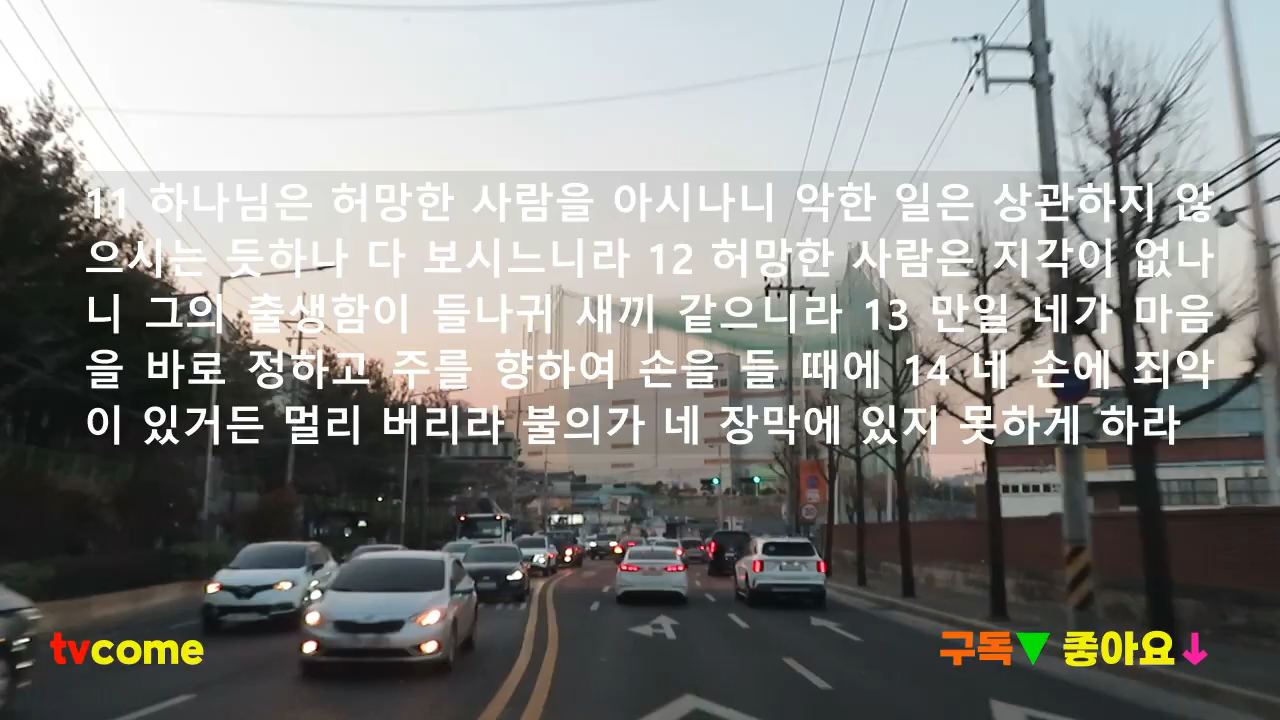 11 하나님은 허망한 사람을 아시나니 악한 일은 상관하지 않
으시는 듯하나 다 보시느니라 12 허망한 사람은 지각이 없나
니 그의 출생함이 들나귀 새끼 같으니라 13 만일 네가 마음
을 바로 정하고 주를 향하여 손을 들 때에 14 네 손에 죄악
이 있거든 멀리 버리라 불의가 네 장막에 있지 못하게 하라
tvcome
구독▼ 좋아요↓